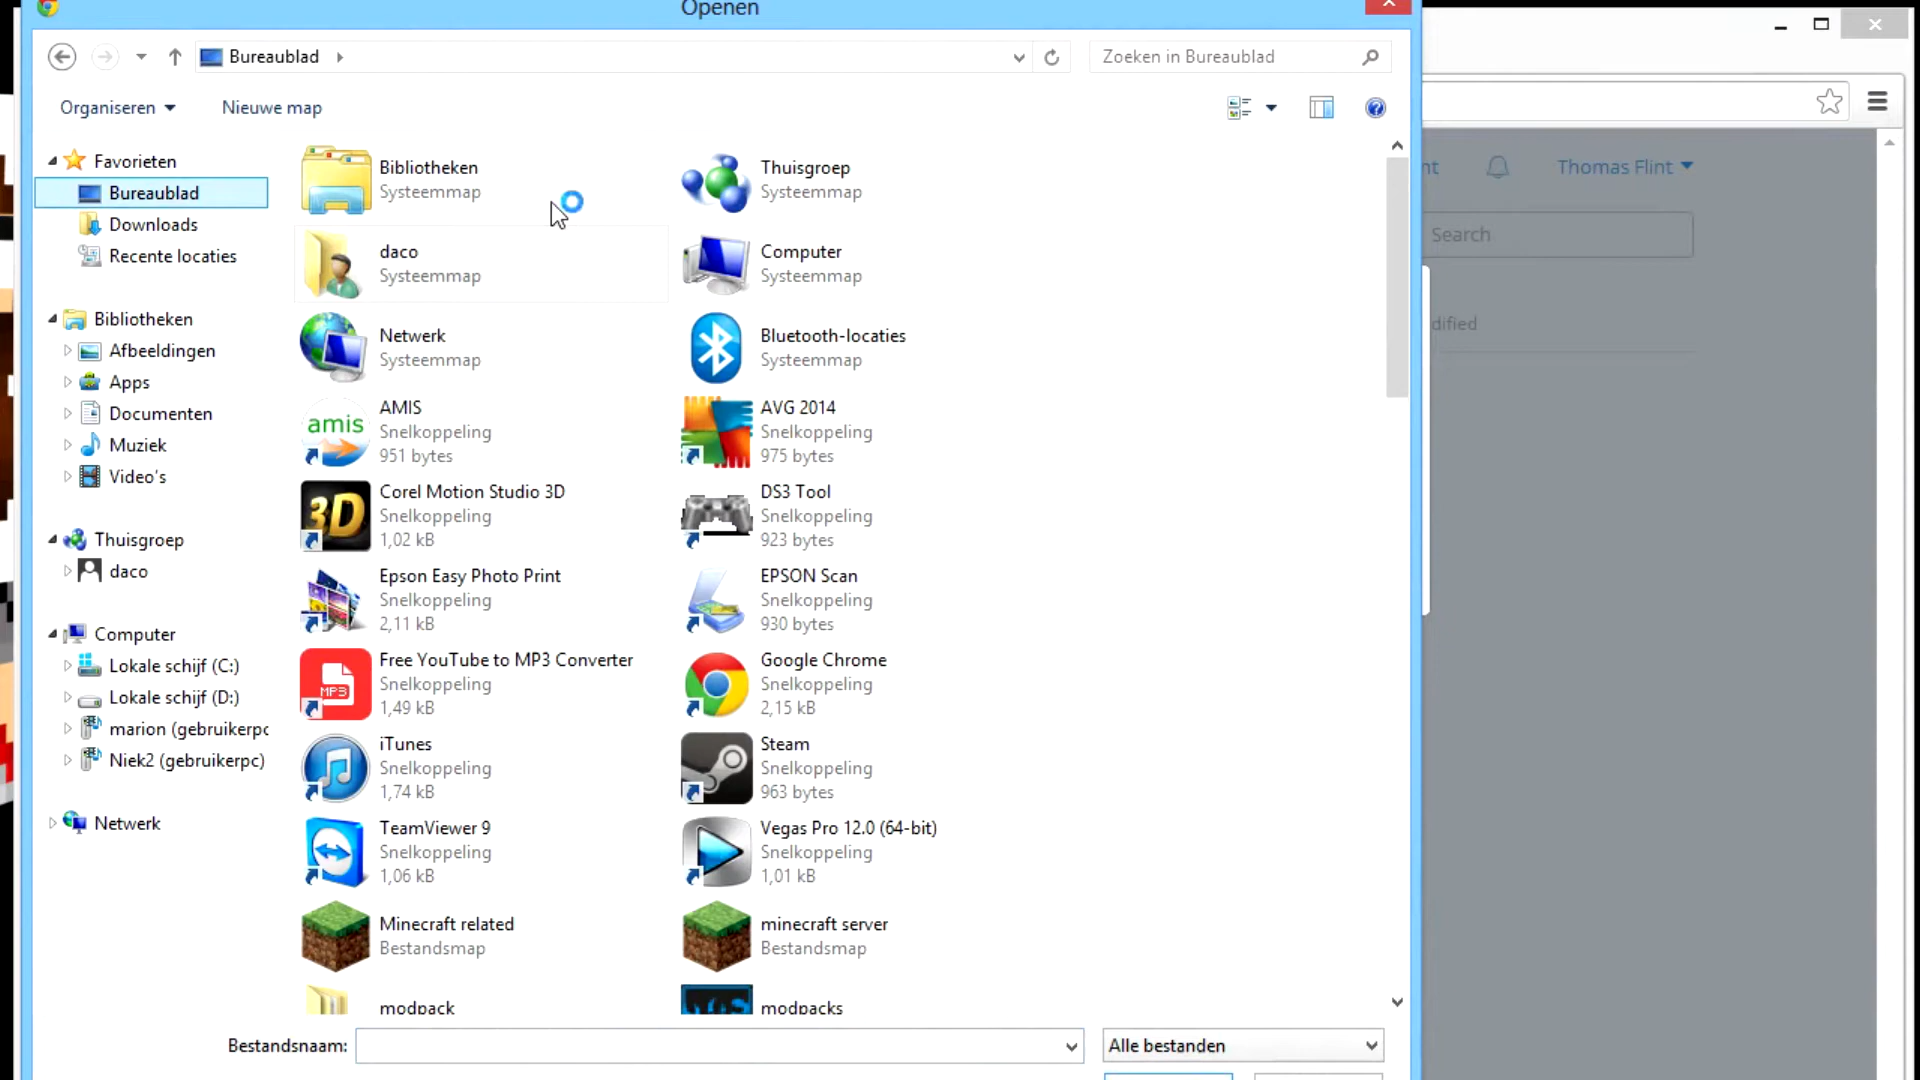 Openen
Bureaublad
Zoeken in Bureaublad
Organiseren
Nieuwe map
Favorieten
Bureaublad
Downloads
Recente locaties
Bibliotheken
Afbeeldingen
Apps
Documenten
Muziek
Video's
Thuisgroep
daco
Computer
Lokale schijf (C:)
Lokale schijf (D:)
marion (gebruikerpc
Niek2 (gebruikerpc)
Netwerk
Bibliotheken
Systeemmap
Thuisgroep
Systeemmap
daco
Systeemmap
Computer
Systeemmap
Netwerk
Systeemmap
Bluetooth-locaties
Systeemmap
amis
AMIS
Snelkoppeling
951 bytes
AVG 2014
Snelkoppeling
975 bytes
3D
Corel Motion Studio 3D
Snelkoppeling
1,02 kB
DS3 Tool
Snelkoppeling
923 bytes
Epson Easy Photo Print
Snelkoppeling
2,11 kB
EPSON Scan
Snelkoppeling
930 bytes
MP3
Free YouTube to MP3 Converter
Snelkoppeling
1,49 kB
Google Chrome
Snelkoppeling
2,15 kB
iTunes
Snelkoppeling
1,74 kB
Steam
Snelkoppeling
963 bytes
TeamViewer 9
Snelkoppeling
1,06 kB
Vegas Pro 12.0 (64-bit)
Snelkoppeling
1,01 kB
Minecraft related
Bestandsmap
minecraft server
Bestandsmap
modpack
modpacks
Bestandsnaam:
Alle bestanden
nt
Thomas Flint
Search
dified